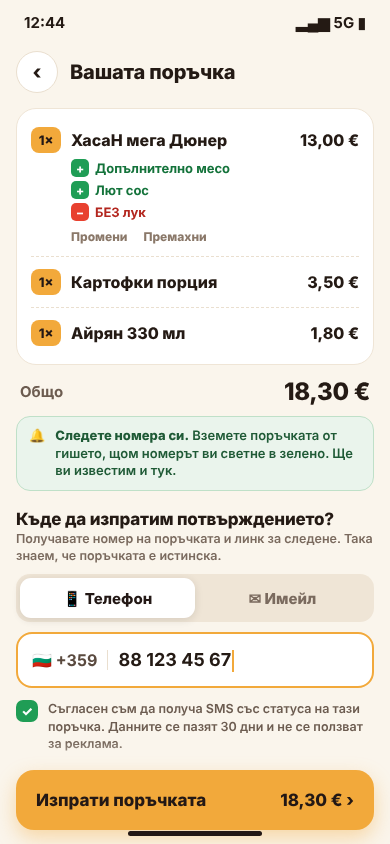 12:44
5G
‹ Вашата поръчка
1× ХасаН мега Дюнер 13,00 €
+ Допълнително месо
+ Лют сос
− БЕЗ лук
Промени Премахни
1× Картофки порция 3,50 €
1× Айрян 330 мл 1,80 €
Общо 18,30 €
🔔 Следете номера си. Вземете поръчката от
гишето, щом номерът ви светне в зелено. Ще
ви известим и тук.
Къде да изпратим потвърждението?
Получавате номер на поръчката и линк за следене. Така
знаем, че поръчката е истинска.
📱 Телефон ✉ Имейл
🇧🇬 +359 88 123 45 67
Съгласен съм да получа SMS със статуса на тази
поръчка. Данните се пазят 30 дни и не се ползват
за реклама.
Изпрати поръчката 18,30 € ›